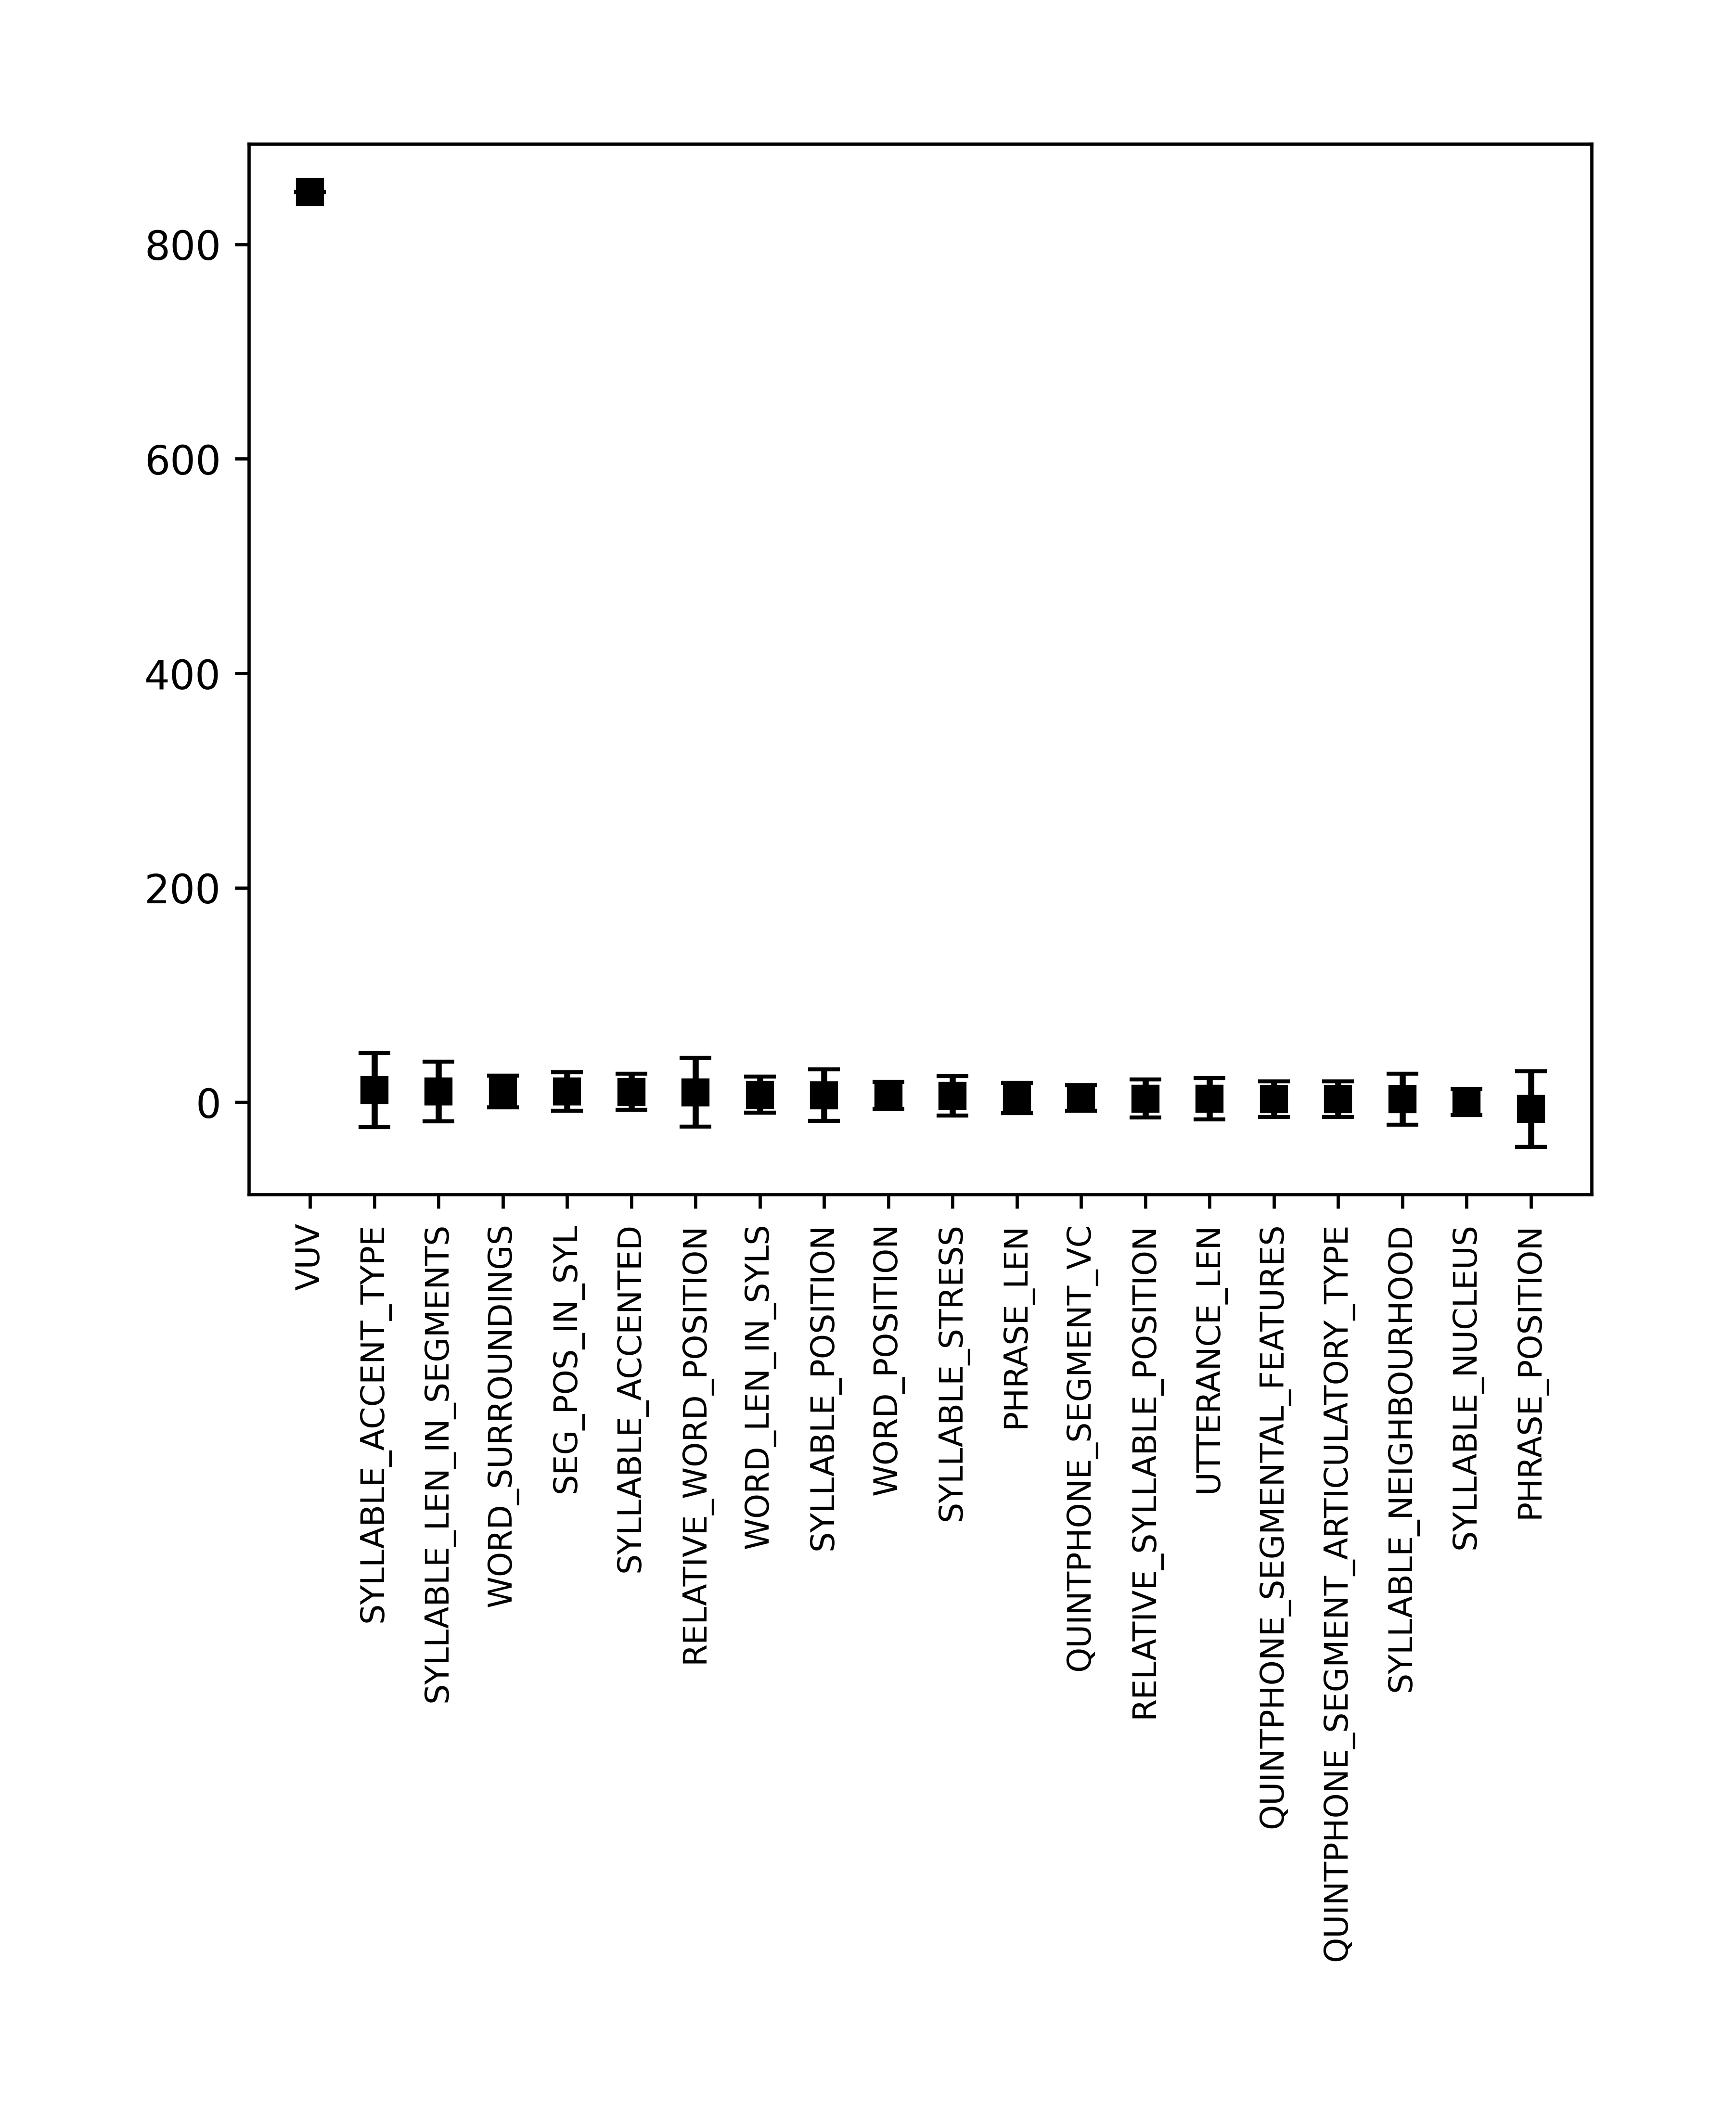 800
600
400
200
0
VUV
SYLLABLE_ACCENT_TYPE
SYLLABLE_LEN_IN_SEGMENTS
WORD_SURROUNDINGS
SEG_POS_IN_SYL
SYLLABLE_ACCENTED
RELATIVE_WORD_POSITION
WORD_LEN_IN_SYLS
SYLLABLE_POSITION
WORD_POSITION
SYLLABLE_STRESS
PHRASE_LEN
QUINTPHONE_SEGMENT_VC
RELATIVE_SYLLABLE_POSITION
UTTERANCE_LEN
QUINTPHONE_SEGMENTAL_FEATURES
QUINTPHONE_SEGMENT_ARTICULATORY_TYPE
SYLLABLE_NEIGHBOURHOOD
SYLLABLE_NUCLEUS
PHRASE_POSITION